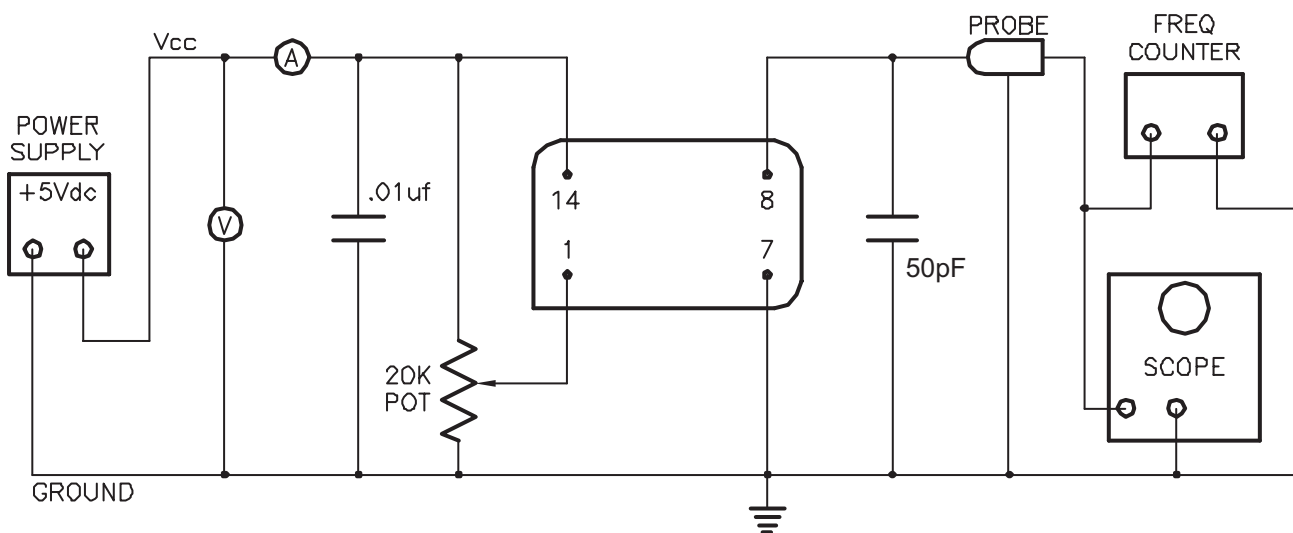 Vcc
A
PROBE
FREQ
COUNTER
POWER
SUPPLY
+5Vdc
V
.01uf
14
8
1
7
50pF
20K
POT
SCOPE
GROUND